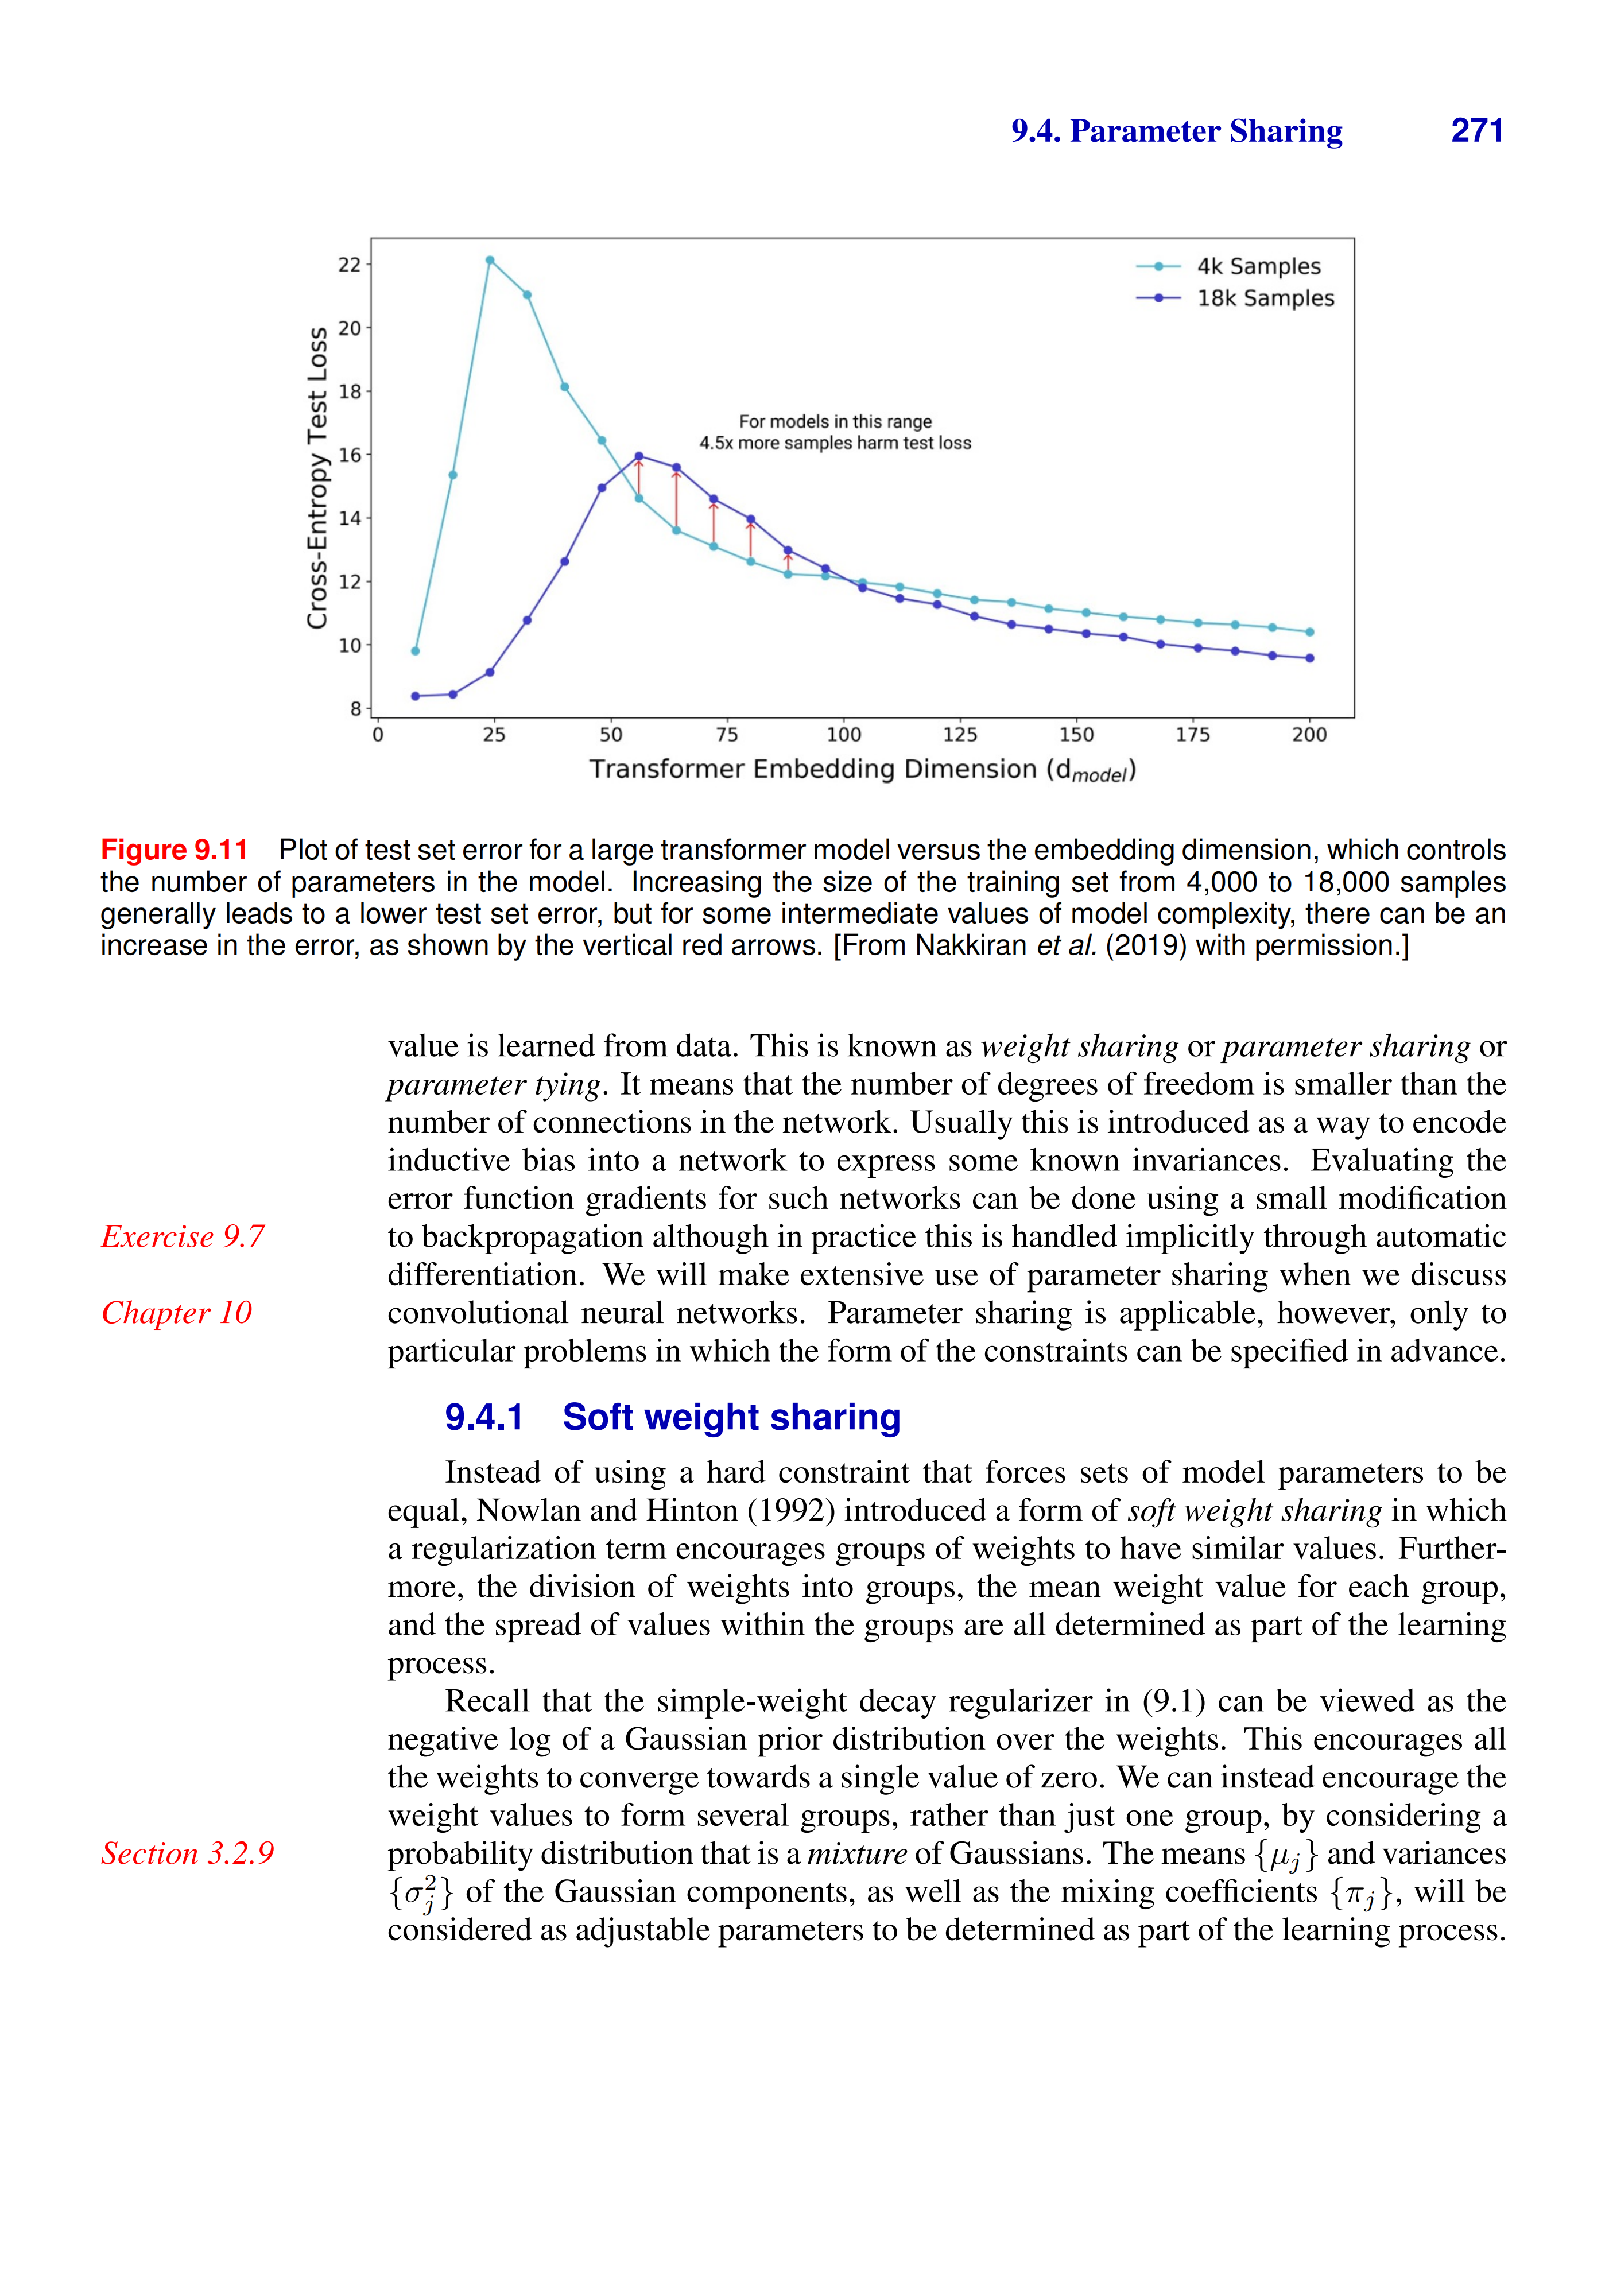 9.4. Parameter Sharing 271
22
20
18
16
14
12
10
8
Cross-Entropy Test Loss
4k Samples
18k Samples
For models in this range
4.5x more samples harm test loss
0 25 50 75 100 125 150 175 200
Transformer Embedding Dimension (d_model)
Figure 9.11 Plot of test set error for a large transformer model versus the embedding dimension, which controls
the number of parameters in the model. Increasing the size of the training set from 4,000 to 18,000 samples
generally leads to a lower test set error, but for some intermediate values of model complexity, there can be an
increase in the error, as shown by the vertical red arrows. [From Nakkiran et al. (2019) with permission.]
value is learned from data. This is known as weight sharing or parameter sharing or
parameter tying. It means that the number of degrees of freedom is smaller than the
number of connections in the network. Usually this is introduced as a way to encode
inductive bias into a network to express some known invariances. Evaluating the
error function gradients for such networks can be done using a small modification
Exercise 9.7 to backpropagation although in practice this is handled implicitly through automatic
differentiation. We will make extensive use of parameter sharing when we discuss
Chapter 10 convolutional neural networks. Parameter sharing is applicable, however, only to
particular problems in which the form of the constraints can be specified in advance.
9.4.1 Soft weight sharing
Instead of using a hard constraint that forces sets of model parameters to be
equal, Nowlan and Hinton (1992) introduced a form of soft weight sharing in which
a regularization term encourages groups of weights to have similar values. Further-
more, the division of weights into groups, the mean weight value for each group,
and the spread of values within the groups are all determined as part of the learning
process.
Recall that the simple-weight decay regularizer in (9.1) can be viewed as the
negative log of a Gaussian prior distribution over the weights. This encourages all
the weights to converge towards a single value of zero. We can instead encourage the
weight values to form several groups, rather than just one group, by considering a
Section 3.2.9 probability distribution that is a mixture of Gaussians. The means {μ_j} and variances
{σ_j^2} of the Gaussian components, as well as the mixing coefficients {π_j}, will be
considered as adjustable parameters to be determined as part of the learning process.